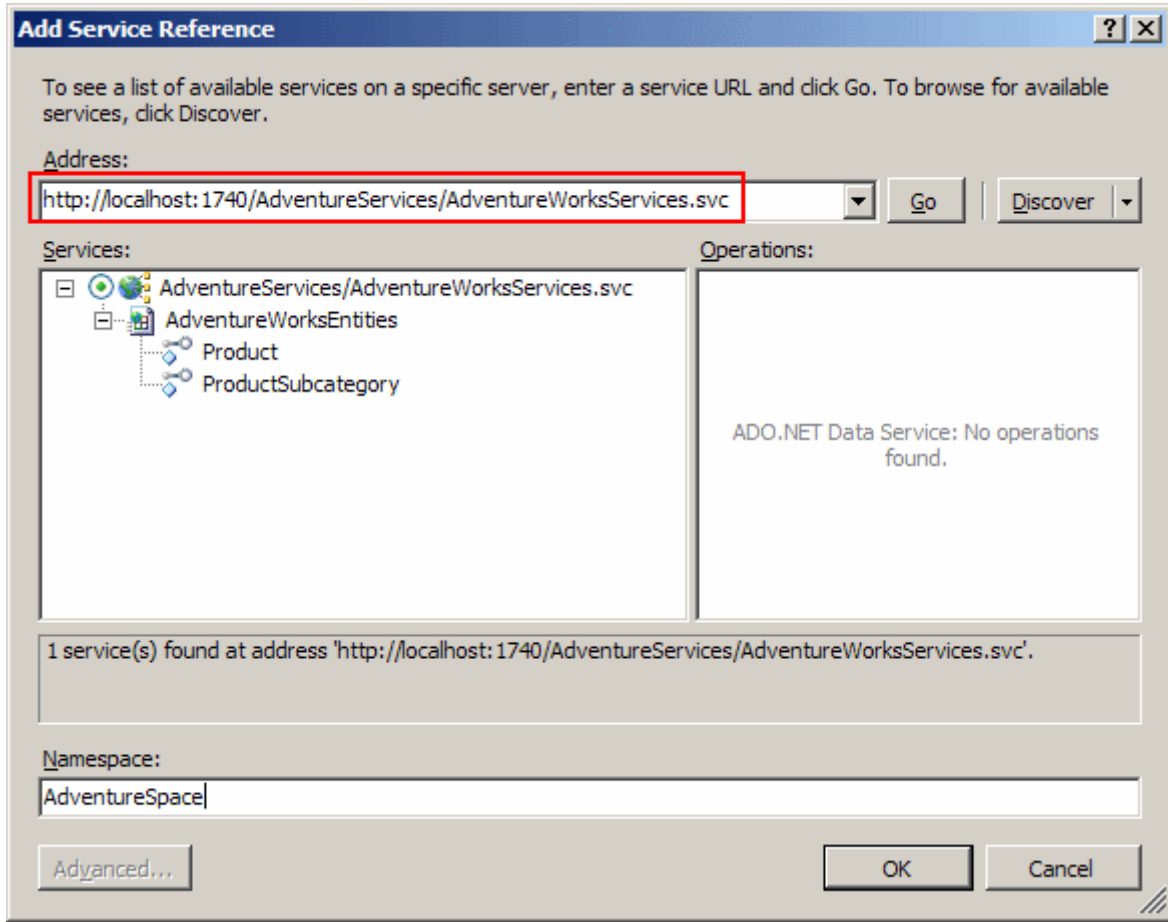 Add Service Reference
To see a list of available services on a specific server, enter a service URL and click Go. To browse for available
services, click Discover.
Address:
http://localhost:1740/AdventureServices/AdventureWorksServices.svc
Go
Discover
Services:
Operations:
AdventureServices/AdventureWorksServices.svc
AdventureWorksEntities
Product
ProductSubcategory
ADO.NET Data Service: No operations
found.
1 service(s) found at address 'http://localhost:1740/AdventureServices/AdventureWorksServices.svc'.
Namespace:
AdventureSpace
Advanced...
OK
Cancel